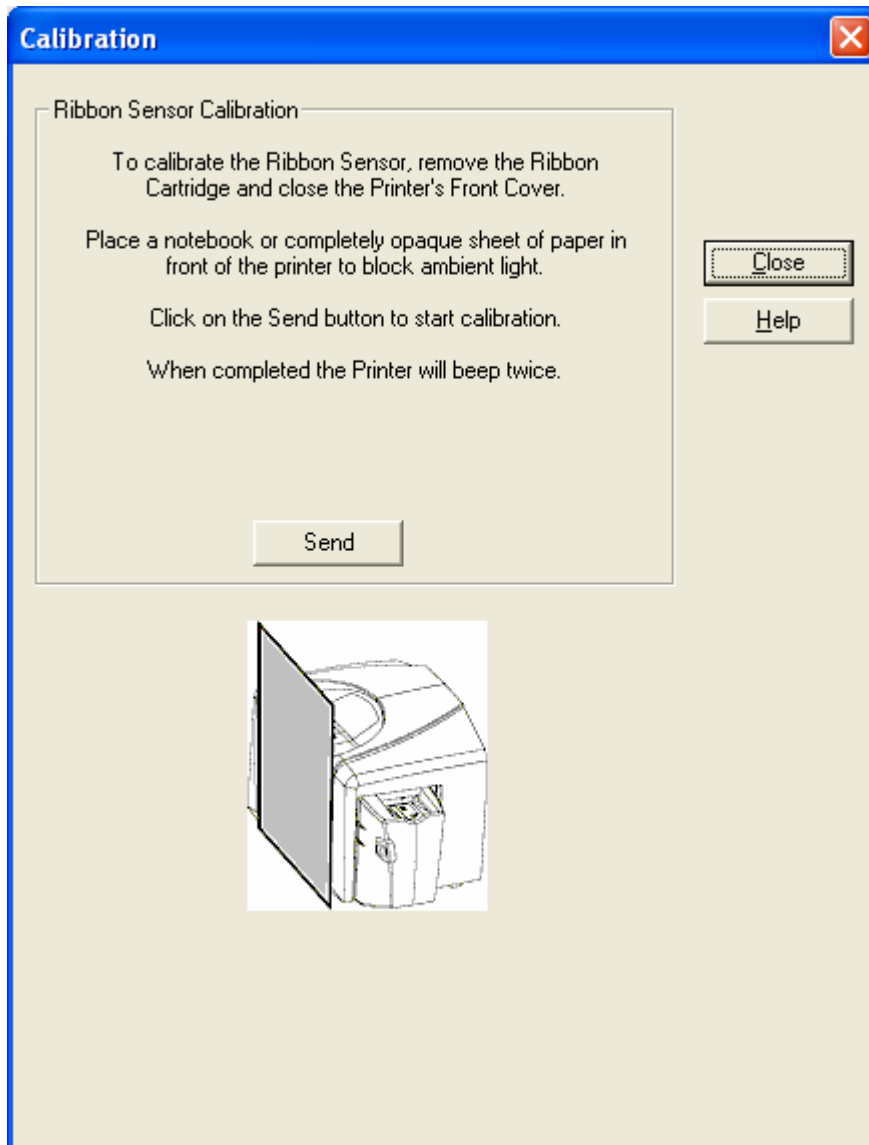 Calibration
Ribbon Sensor Calibration
To calibrate the Ribbon Sensor, remove the Ribbon
Cartridge and close the Printer's Front Cover.
Place a notebook or completely opaque sheet of paper in
front of the printer to block ambient light.
Click on the Send button to start calibration.
When completed the Printer will beep twice.
Send
Close
Help